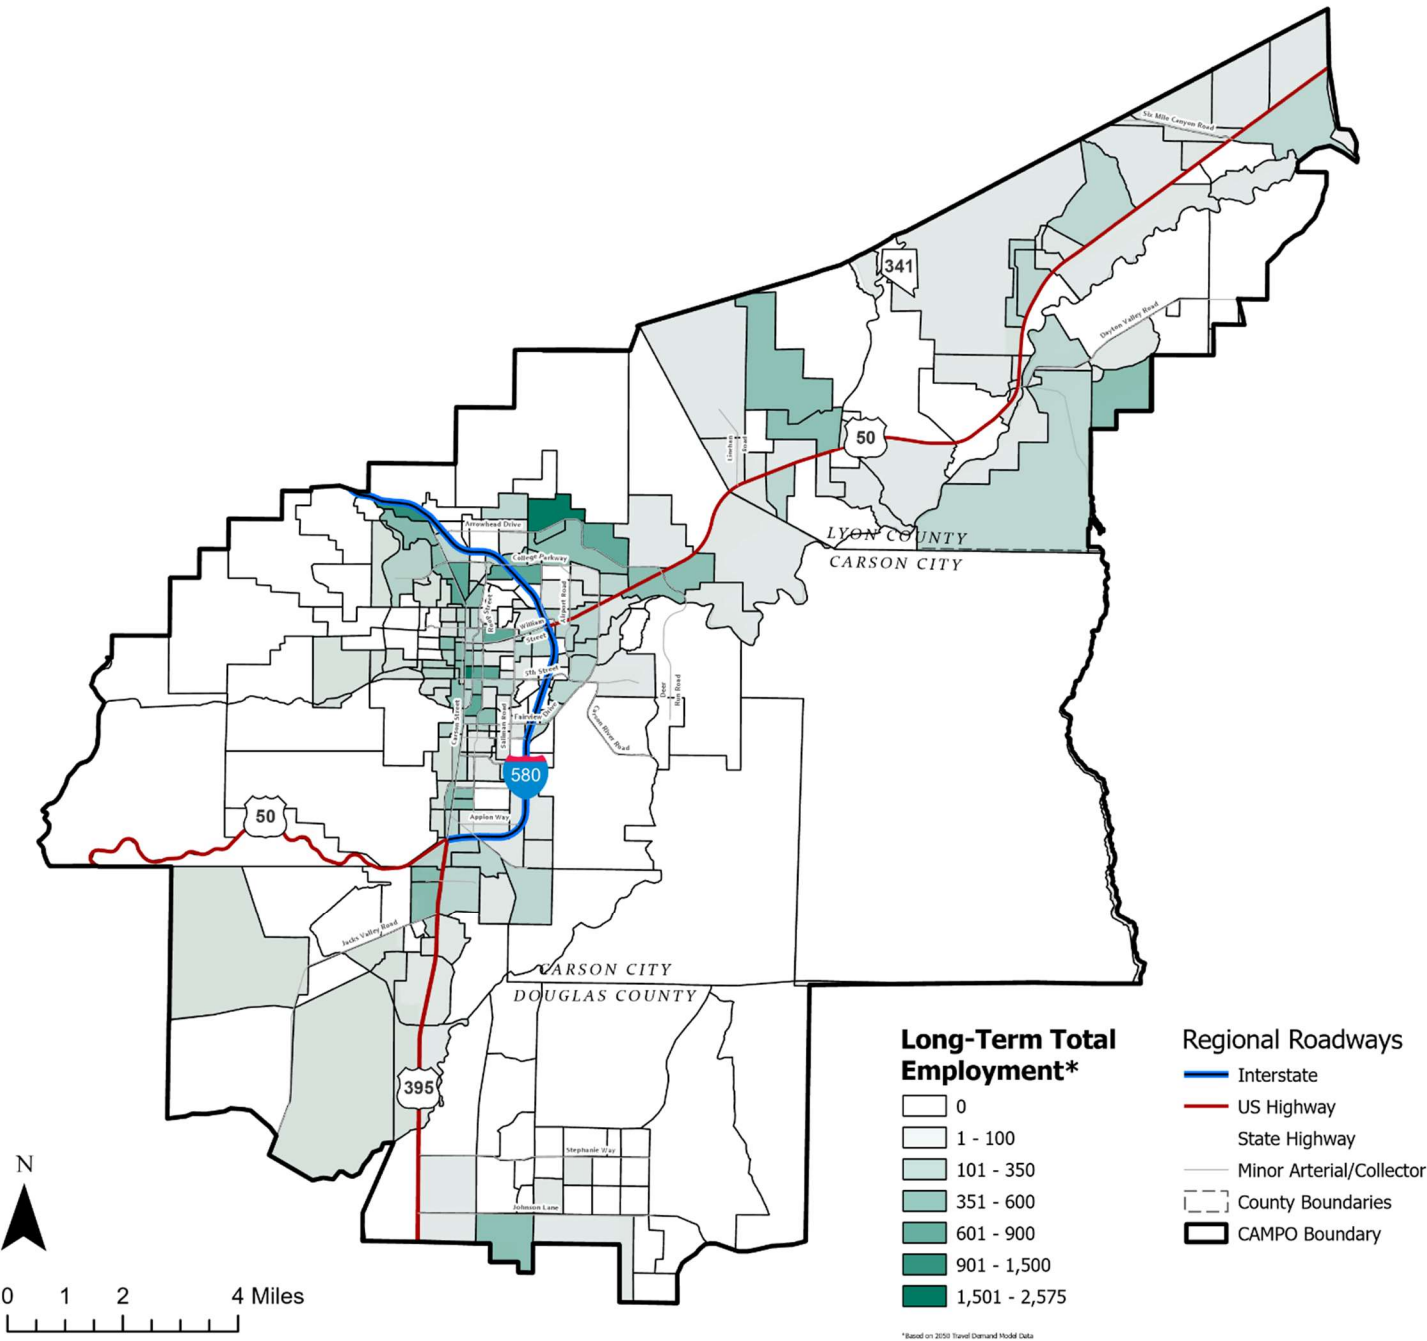 Six Mile Canyon Road
341
Dayton Valley Road
50
Linehan
Road
LYON COUNTY
CARSON CITY
Arrowhead Drive
College Parkway
Airport Road
Roop Street
William
Street
5th Street
Deer
Run Road
Fairview Drive
Carson River Road
Carson Street
Saliman Road
580
50
Appion Way
Jacks Valley Road
CARSON CITY
DOUGLAS COUNTY
395
Stephanie Way
Johnson Lane
N
0 1 2 4 Miles
Long-Term Total
Employment*
0
1 - 100
101 - 350
351 - 600
601 - 900
901 - 1,500
1,501 - 2,575
*Based on 2050 Travel Demand Model Data
Regional Roadways
Interstate
US Highway
State Highway
Minor Arterial/Collector
County Boundaries
CAMPO Boundary